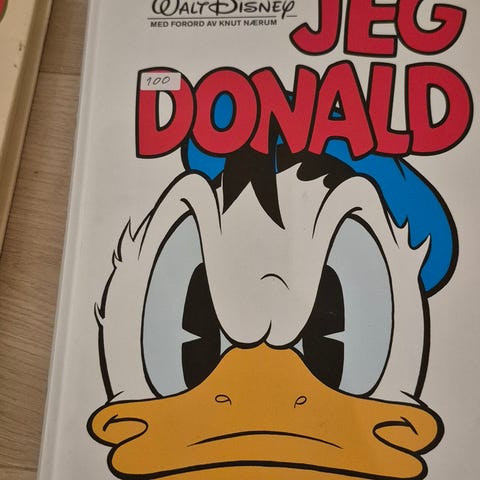 WALT DISNEY
MED FORORD AV KNUT NÆRUM
JEG
100
DONALD